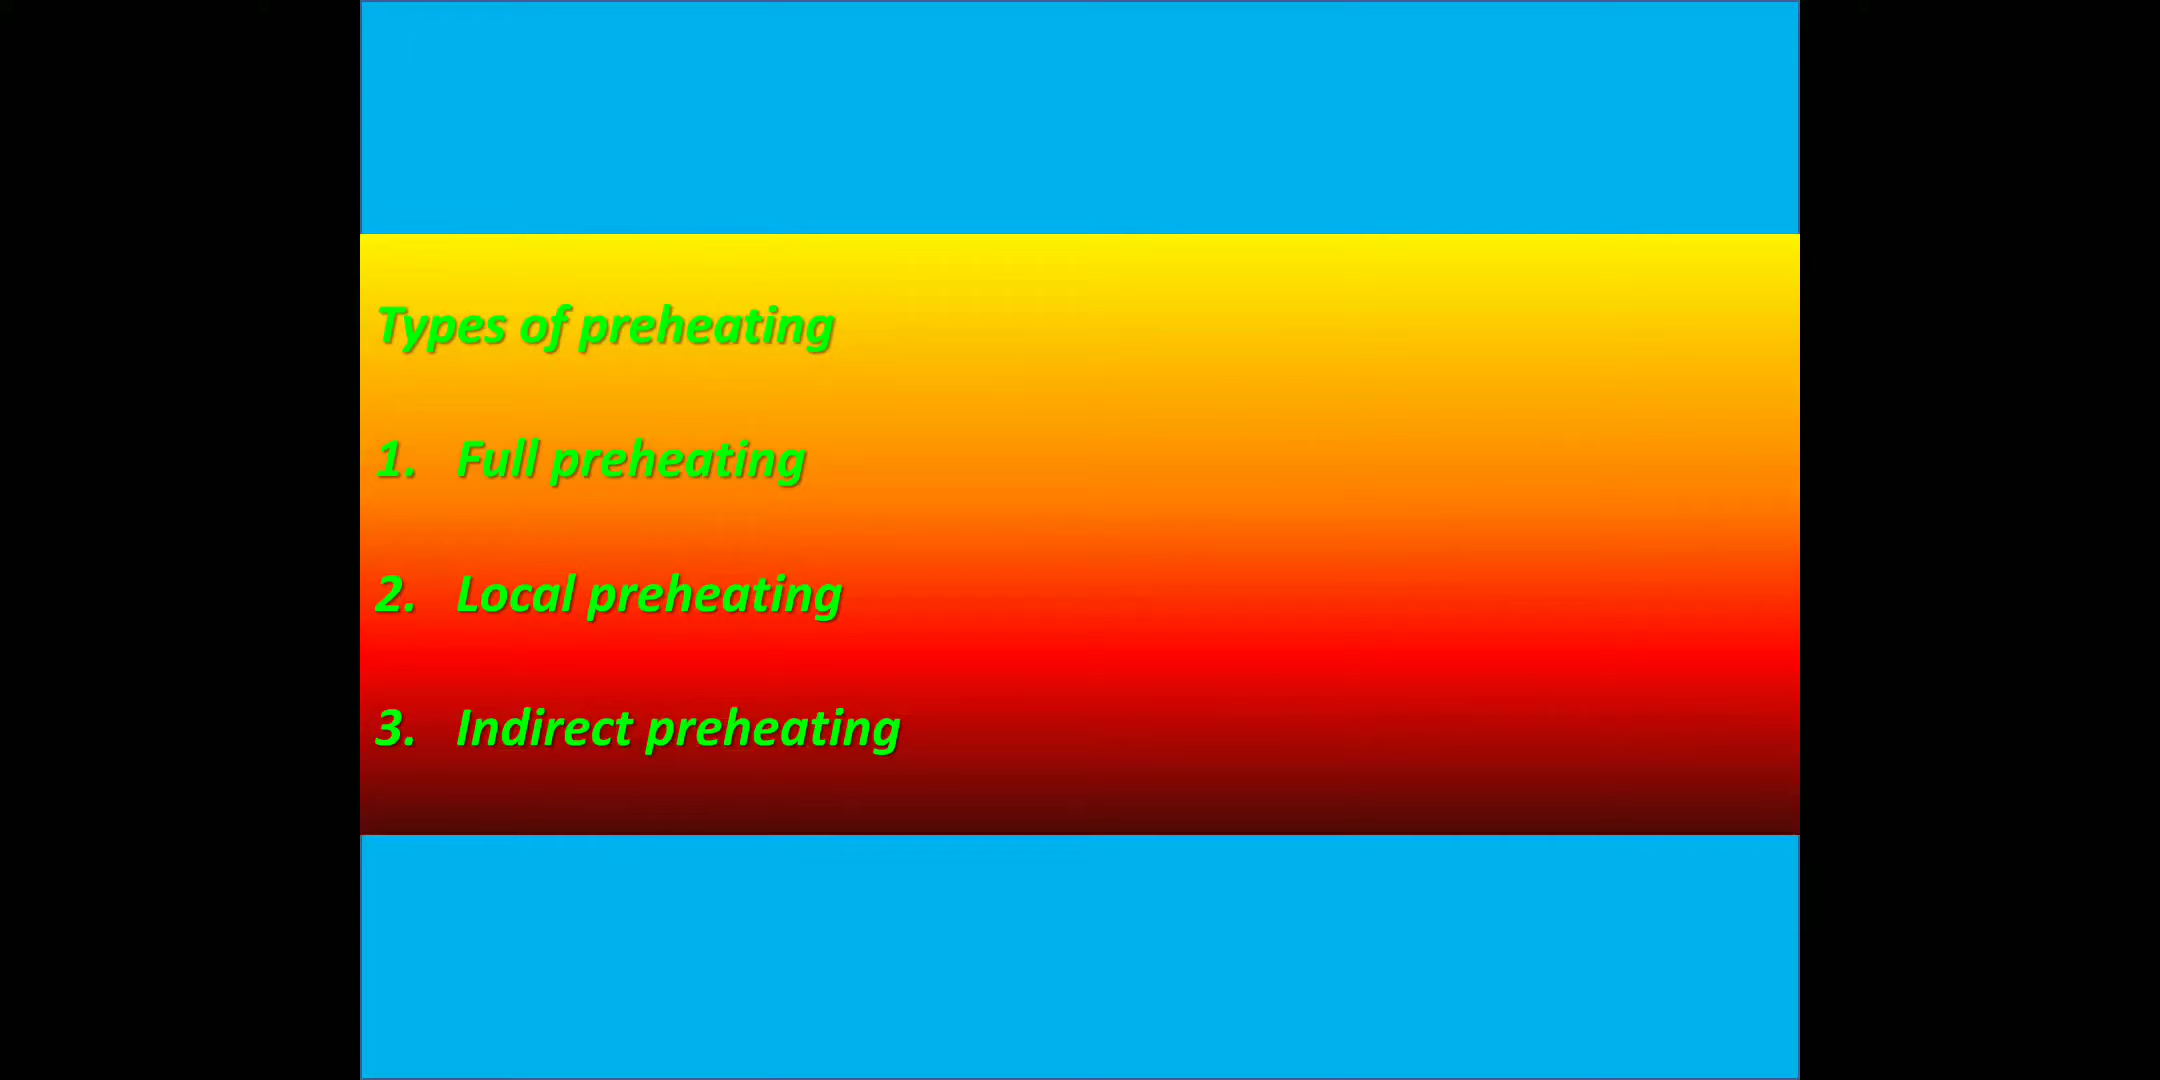 Types of preheating
1. Full preheating
2. Local preheating
3. Indirect preheating